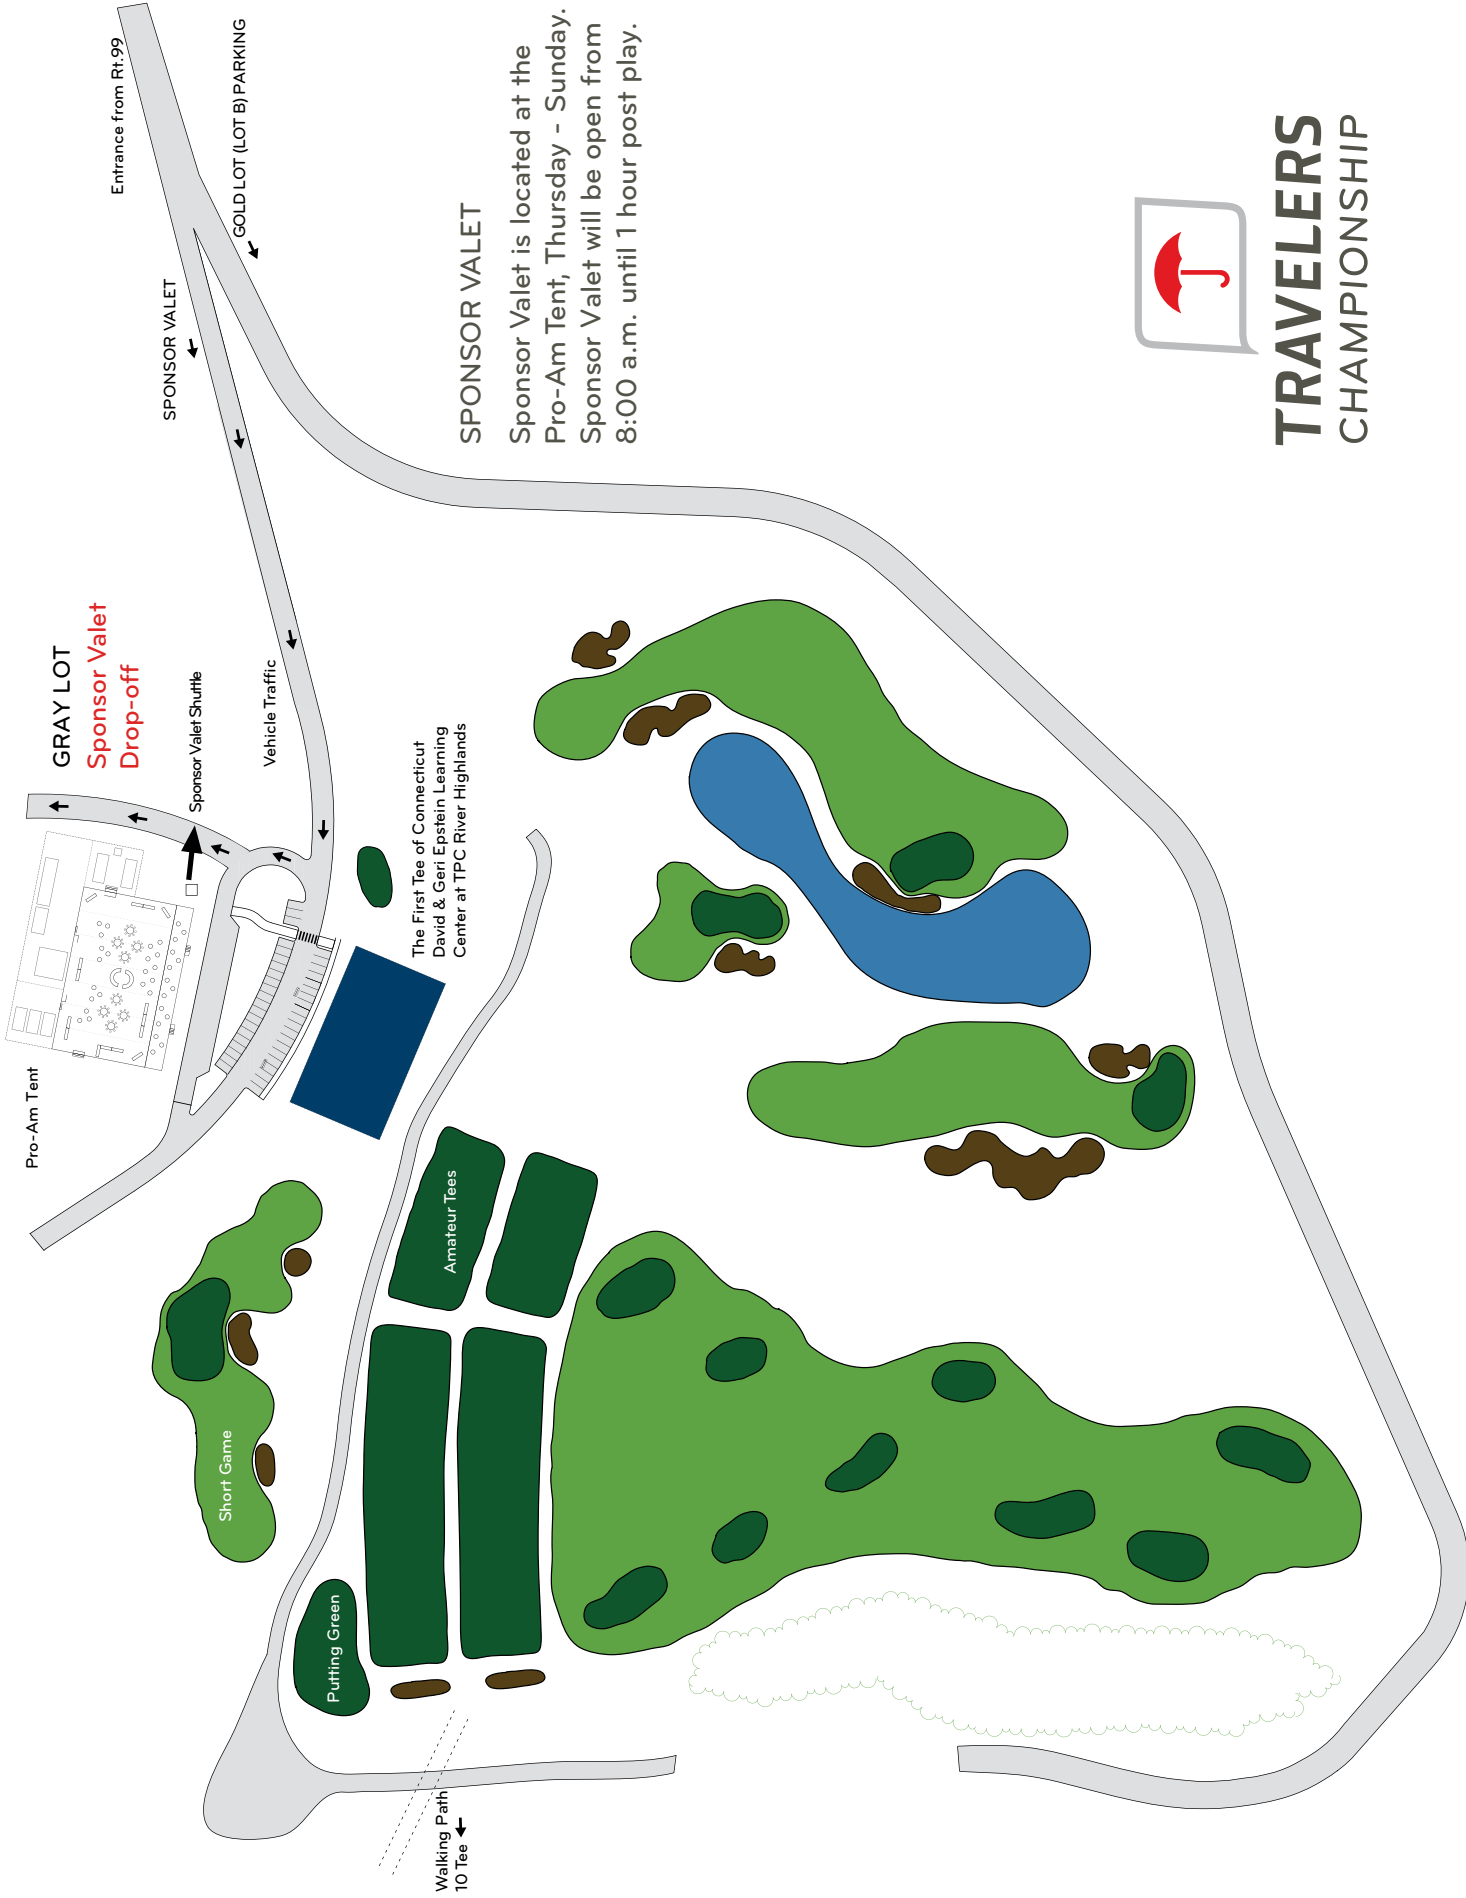 Entrance from Rt.99
GOLD LOT (LOT B) PARKING
SPONSOR VALET
SPONSOR VALET
Sponsor Valet is located at the
Pro-Am Tent, Thursday - Sunday.
Sponsor Valet will be open from
8:00 a.m. until 1 hour post play.
TRAVELERS
CHAMPIONSHIP
GRAY LOT
Sponsor Valet
Drop-off
Sponsor Valet Shuttle
Vehicle Traffic
The First Tee of Connecticut
David & Geri Epstein Learning
Center at TPC River Highlands
Pro-Am Tent
Amateur Tees
Short Game
Putting Green
Walking Path
10 Tee